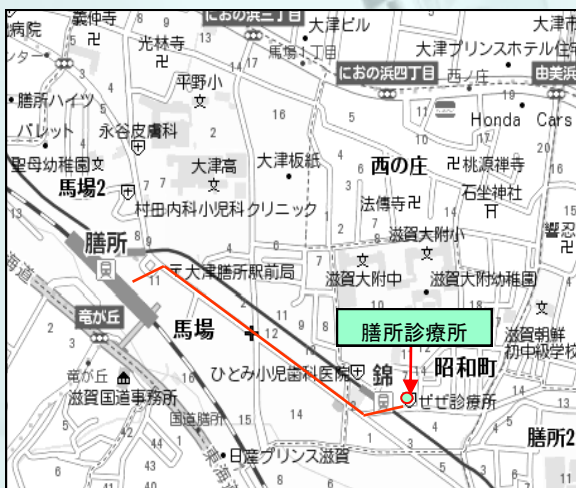 義仲寺
におの浜三丁目
大津ビル
病院
光林寺
馬場1丁目
大津市
大津プリンスホテル住宅
平野小
におの浜四丁目
西ノ庄
由美浜
膳所ハイツ
パレット
永谷皮膚科
Honda Cars
聖母幼稚園
大津高
大津板紙
西の庄
桃源禅寺
馬場2
石坐神社
村田内科小児科クリニック
法傳寺
響忍
膳所
滋賀大附小
大津膳所駅前局
滋賀大附中
滋賀大附幼稚園
竜が丘
馬場
膳所診療所
滋賀朝鮮
初中級学校
竜が丘
ひとみ小児歯科医院
錦
昭和町
滋賀国道事務所
ぜぜ診療所
国道膳所
膳所2
日産プリンス滋賀
東海道